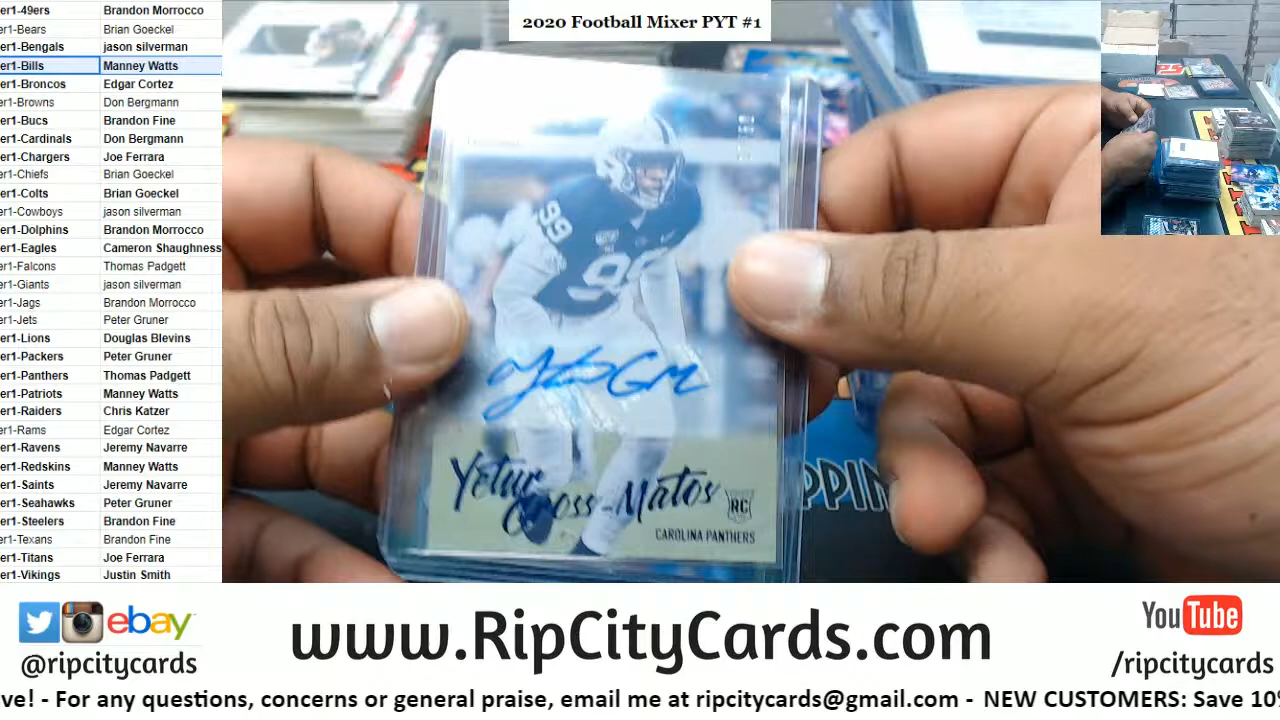 2020 Football Mixer PYT #1
er1-49ers Brandon Morrocco
er1-Bears Brian Goeckel
er1-Bengals jason silverman
er1-Bills Manney Watts
er1-Broncos Edgar Cortez
er1-Browns Don Bergmann
er1-Bucs Brandon Fine
er1-Cardinals Don Bergmann
er1-Chargers Joe Ferrara
er1-Chiefs Brian Goeckel
er1-Colts Brian Goeckel
er1-Cowboys jason silverman
er1-Dolphins Brandon Morrocco
er1-Eagles Cameron Shaughness
er1-Falcons Thomas Padgett
er1-Giants jason silverman
er1-Jags Brandon Morrocco
er1-Jets Peter Gruner
er1-Lions Douglas Blevins
er1-Packers Peter Gruner
er1-Panthers Thomas Padgett
er1-Patriots Manney Watts
er1-Raiders Chris Katzer
er1-Rams Edgar Cortez
er1-Ravens Jeremy Navarre
er1-Redskins Manney Watts
er1-Saints Jeremy Navarre
er1-Seahawks Peter Gruner
er1-Steelers Brandon Fine
er1-Texans Brandon Fine
er1-Titans Joe Ferrara
er1-Vikings Justin Smith
99
99
Yetur
Gross-Matos
RC
CAROLINA PANTHERS
PPIN
ebay
@ripcitycards
www.RipCityCards.com
YouTube
/ripcitycards
ve! - For any questions, concerns or general praise, email me at ripcitycards@gmail.com - NEW CUSTOMERS: Save 10%